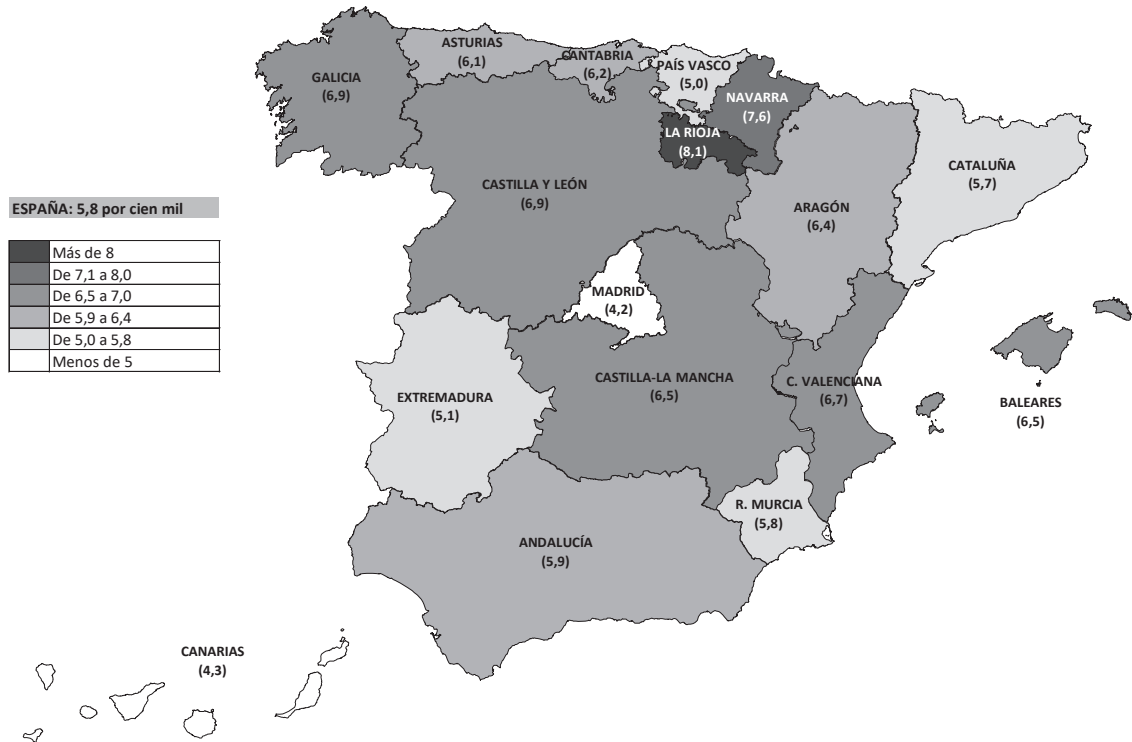 ASTURIAS
(6,1)
CANTABRIA
(6,2)
PAÍS VASCO
(5,0)
GALICIA
(6,9)
NAVARRA
(7,6)
LA RIOJA
(8,1)
CATALUÑA
(5,7)
CASTILLA Y LEÓN
(6,9)
ARAGÓN
(6,4)
ESPAÑA: 5,8 por cien mil
Más de 8
De 7,1 a 8,0
De 6,5 a 7,0
De 5,9 a 6,4
De 5,0 a 5,8
Menos de 5
MADRID
(4,2)
CASTILLA-LA MANCHA
(6,5)
C. VALENCIANA
(6,7)
EXTREMADURA
(5,1)
BALEARES
(6,5)
R. MURCIA
(5,8)
ANDALUCÍA
(5,9)
CANARIAS
(4,3)